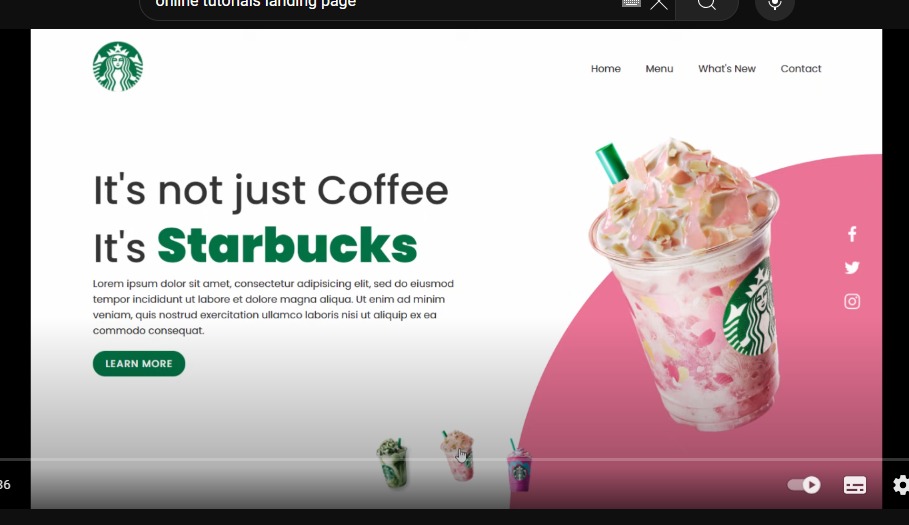 online tutorials landing page
Home Menu What's New Contact
It's not just Coffee
It's Starbucks
Lorem ipsum dolor sit amet, consectetur adipisicing elit, sed do eiusmod
tempor incididunt ut labore et dolore magna aliqua. Ut enim ad minim
veniam, quis nostrud exercitation ullamco laboris nisi ut aliquip ex ea
commodo consequat.
LEARN MORE
36